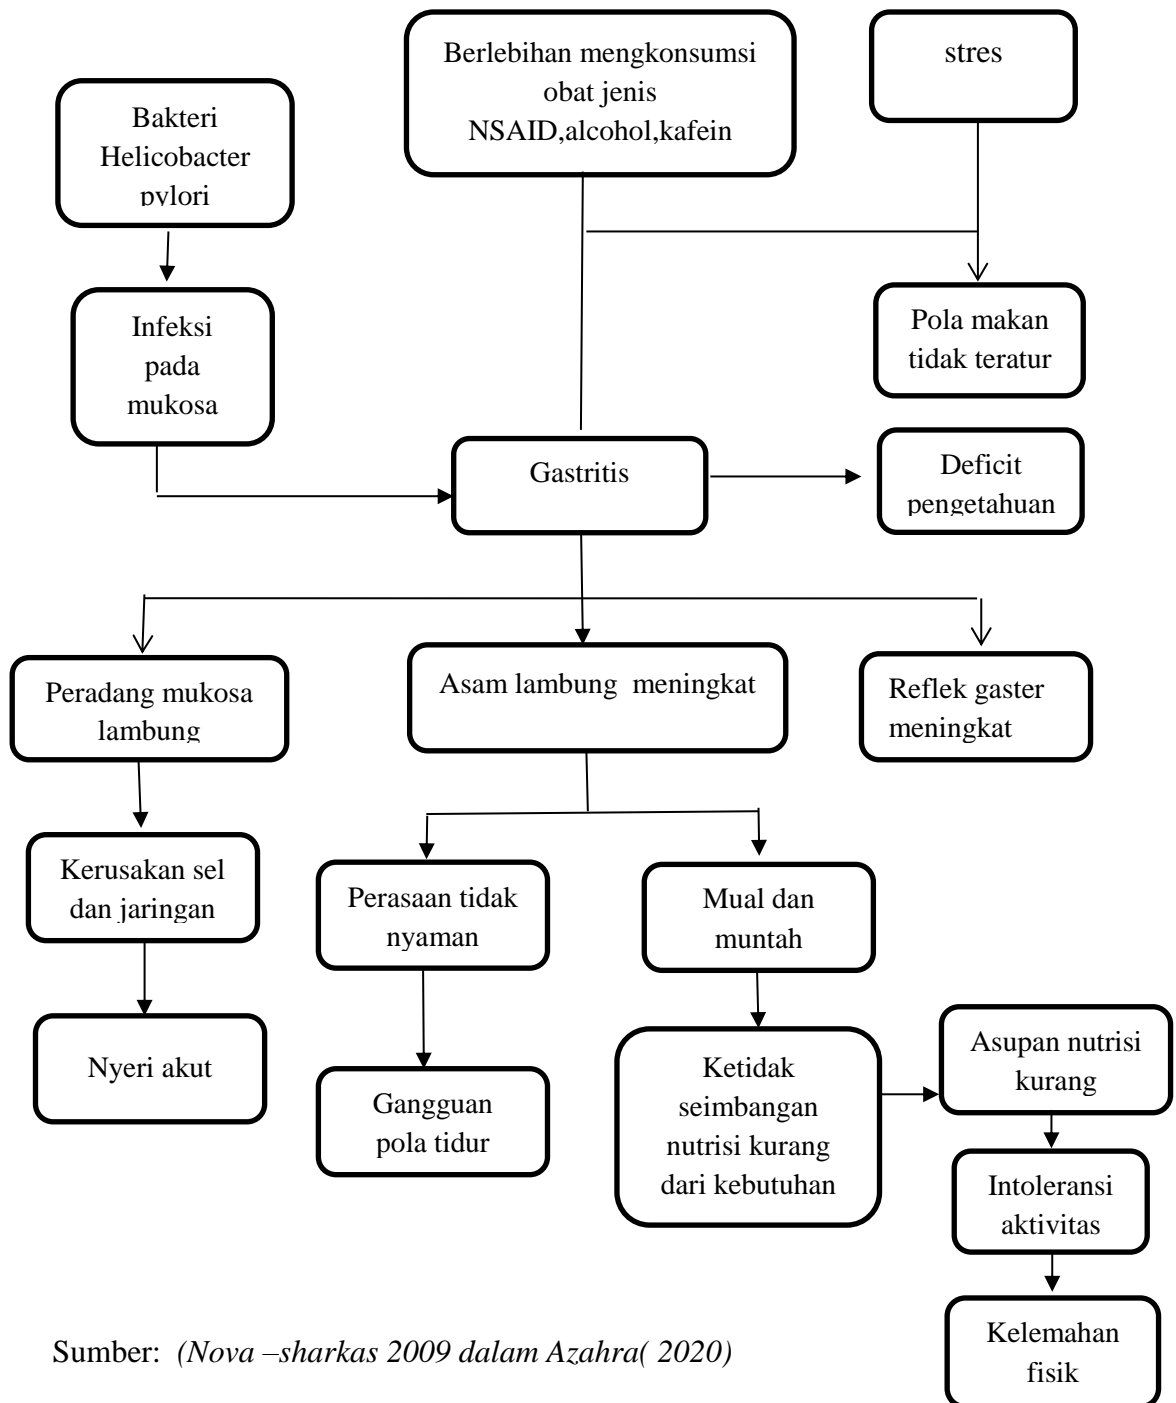 Berlebihan mengkonsumsi
obat jenis
NSAID,alcohol,kafein
stres
Bakteri
Helicobacter
pylori
Infeksi
pada
mukosa
Pola makan
tidak teratur
Gastritis
Deficit
pengetahuan
Peradang mukosa
lambung
Asam lambung  meningkat
Reflek gaster
meningkat
Kerusakan sel
dan jaringan
Perasaan tidak
nyaman
Mual dan
muntah
Nyeri akut
Gangguan
pola tidur
Ketidak
seimbangan
nutrisi kurang
dari kebutuhan
Asupan nutrisi
kurang
Intoleransi
aktivitas
Kelemahan
fisik
Sumber:  (Nova –sharkas 2009 dalam Azahra( 2020)